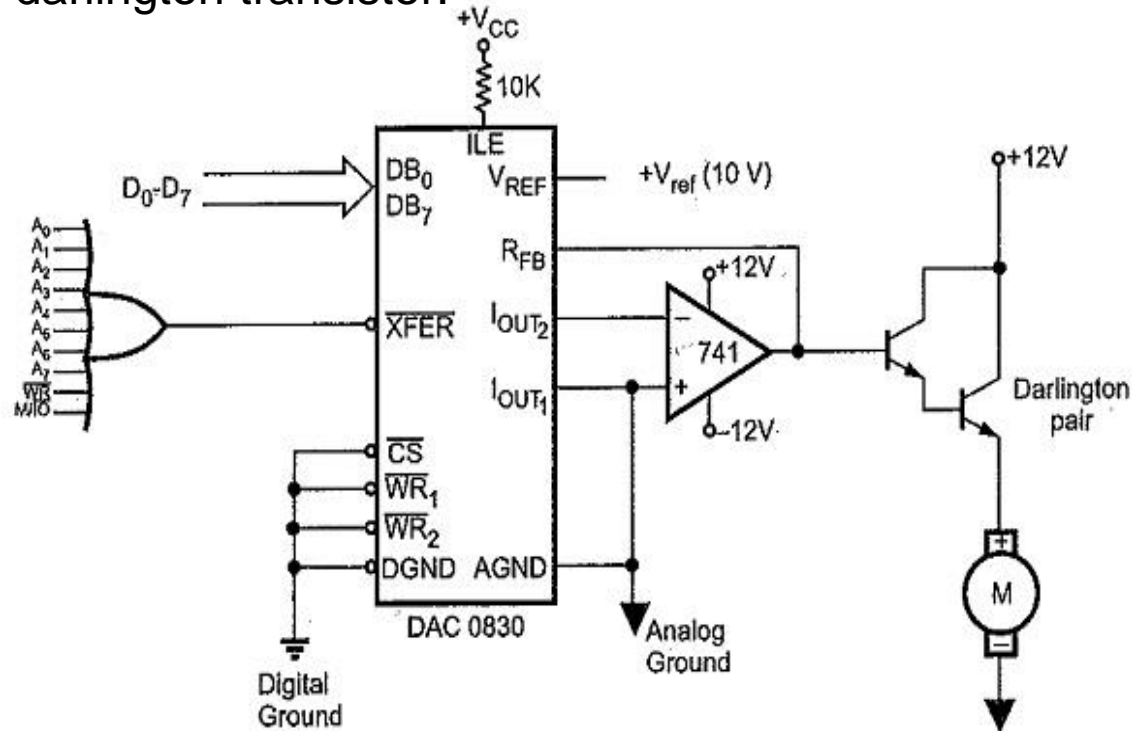 darlington transistor.
+VCC
10K
ILE
D0-D7
DB0
DB7
VREF
+Vref (10 V)
+12V
A0
A1
A2
A3
A4
A5
A6
A7
WR
M/IO
RFB
XFER
IOUT2
IOUT1
+12V
−
741
+
−12V
Darlington
pair
CS
WR1
WR2
DGND
AGND
DAC 0830
Digital
Ground
Analog
Ground
+
M
−